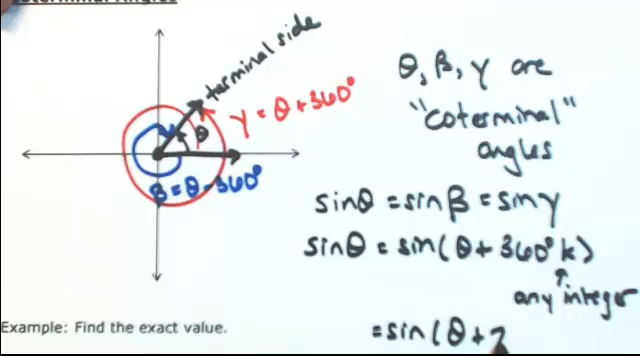 Coterminal Angles
terminal side
θ
γ = θ + 360°
β = θ - 360°
θ, β, γ are
"coterminal"
angles
sinθ = sinβ = sinγ
sinθ = sin(θ + 360°k)
any integer
= sin(θ + 2
Example: Find the exact value.